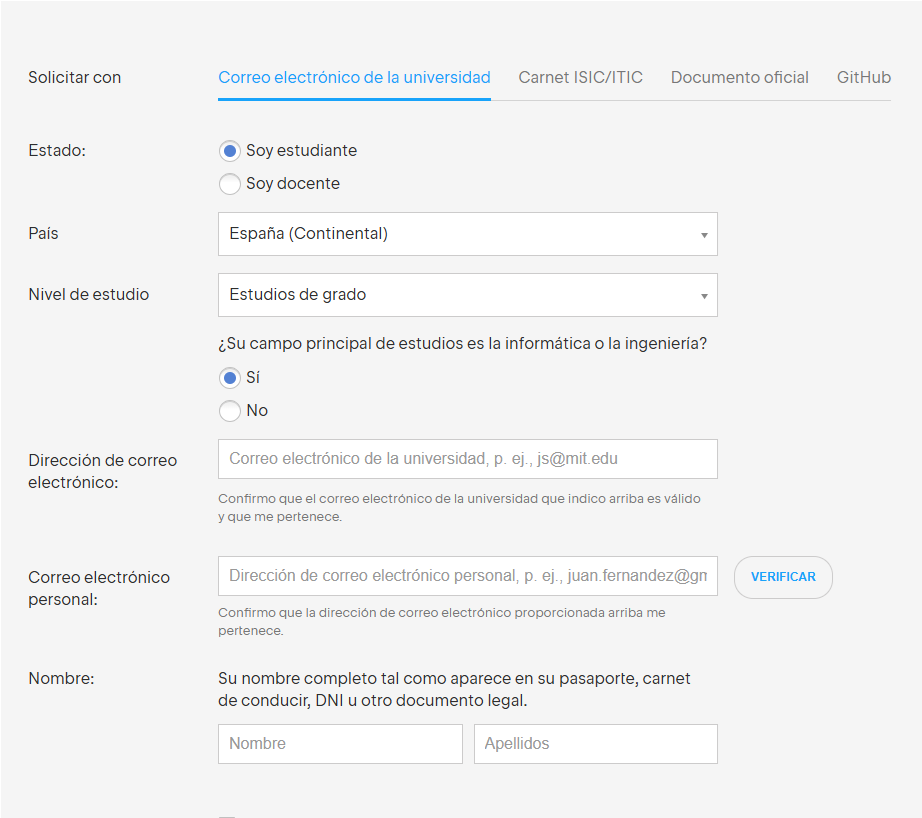 Solicitar con
Correo electrónico de la universidad
Carnet ISIC/ITIC
Documento oficial
GitHub
Estado:
Soy estudiante
Soy docente
País
España (Continental)
Nivel de estudio
Estudios de grado
¿Su campo principal de estudios es la informática o la ingeniería?
Sí
No
Dirección de correo
electrónico:
Correo electrónico de la universidad, p. ej., js@mit.edu
Confirmo que el correo electrónico de la universidad que indico arriba es válido
y que me pertenece.
Correo electrónico
personal:
Dirección de correo electrónico personal, p. ej., juan.fernandez@gm
VERIFICAR
Confirmo que la dirección de correo electrónico proporcionada arriba me
pertenece.
Nombre:
Su nombre completo tal como aparece en su pasaporte, carnet
de conducir, DNI u otro documento legal.
Nombre
Apellidos